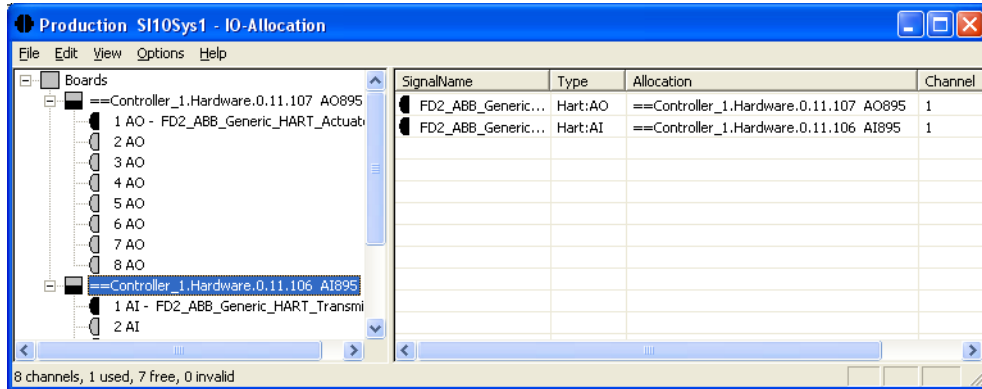 Production SI10Sys1 - IO-Allocation
File Edit View Options Help
Boards
==Controller_1.Hardware.0.11.107 AO895
1 AO - FD2_ABB_Generic_HART_Actuat
2 AO
3 AO
4 AO
5 AO
6 AO
7 AO
8 AO
==Controller_1.Hardware.0.11.106 AI895
1 AI - FD2_ABB_Generic_HART_Transmi
2 AI
SignalName Type Allocation Channel
FD2_ABB_Generic... Hart:AO ==Controller_1.Hardware.0.11.107 AO895 1
FD2_ABB_Generic... Hart:AI ==Controller_1.Hardware.0.11.106 AI895 1
8 channels, 1 used, 7 free, 0 invalid